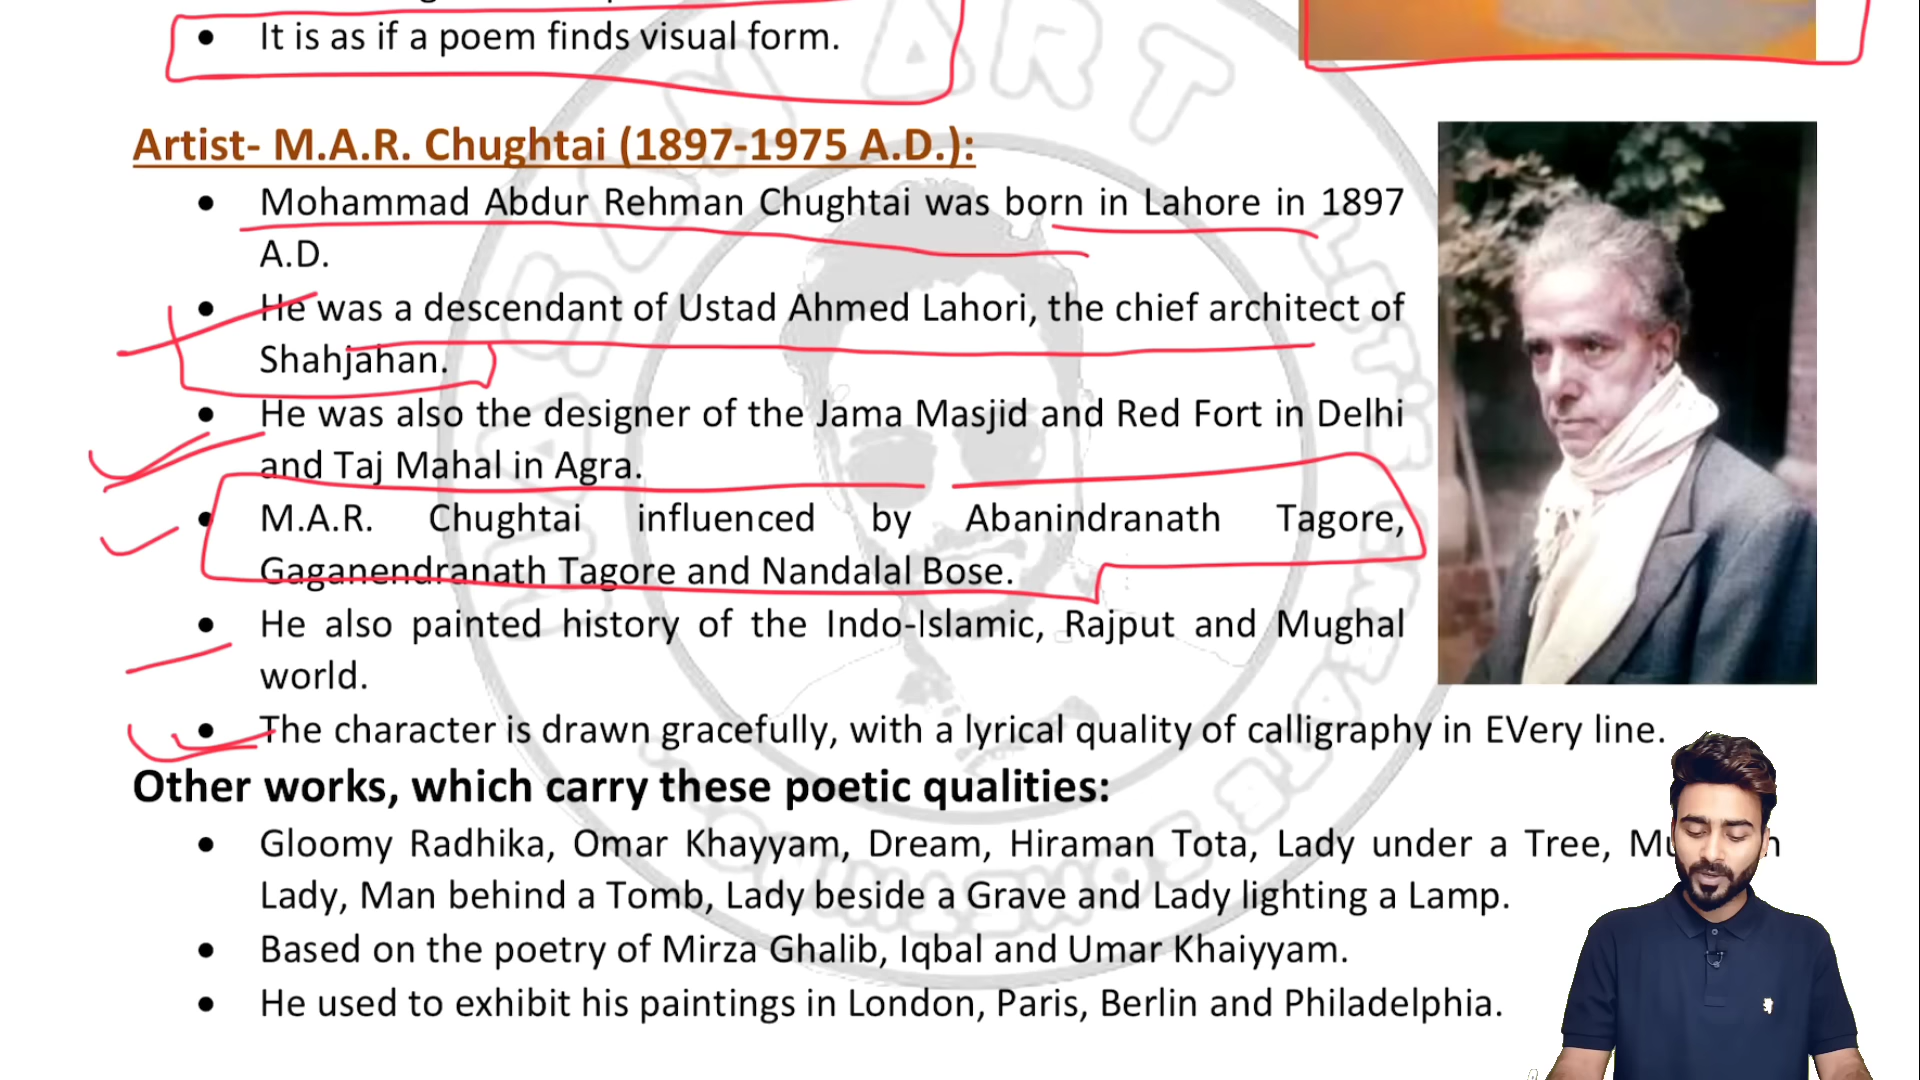 • It is as if a poem finds visual form.
Artist- M.A.R. Chughtai (1897-1975 A.D.):
• Mohammad Abdur Rehman Chughtai was born in Lahore in 1897
A.D.
• He was a descendant of Ustad Ahmed Lahori, the chief architect of
Shahjahan.
• He was also the designer of the Jama Masjid and Red Fort in Delhi
and Taj Mahal in Agra.
• M.A.R. Chughtai influenced by Abanindranath Tagore,
Gaganendranath Tagore and Nandalal Bose.
• He also painted history of the Indo-Islamic, Rajput and Mughal
world.
• The character is drawn gracefully, with a lyrical quality of calligraphy in EVery line.
Other works, which carry these poetic qualities:
• Gloomy Radhika, Omar Khayyam, Dream, Hiraman Tota, Lady under a Tree,
Lady, Man behind a Tomb, Lady beside a Grave and Lady lighting a Lamp.
• Based on the poetry of Mirza Ghalib, Iqbal and Umar Khaiyyam.
• He used to exhibit his paintings in London, Paris, Berlin and Philadelphia.